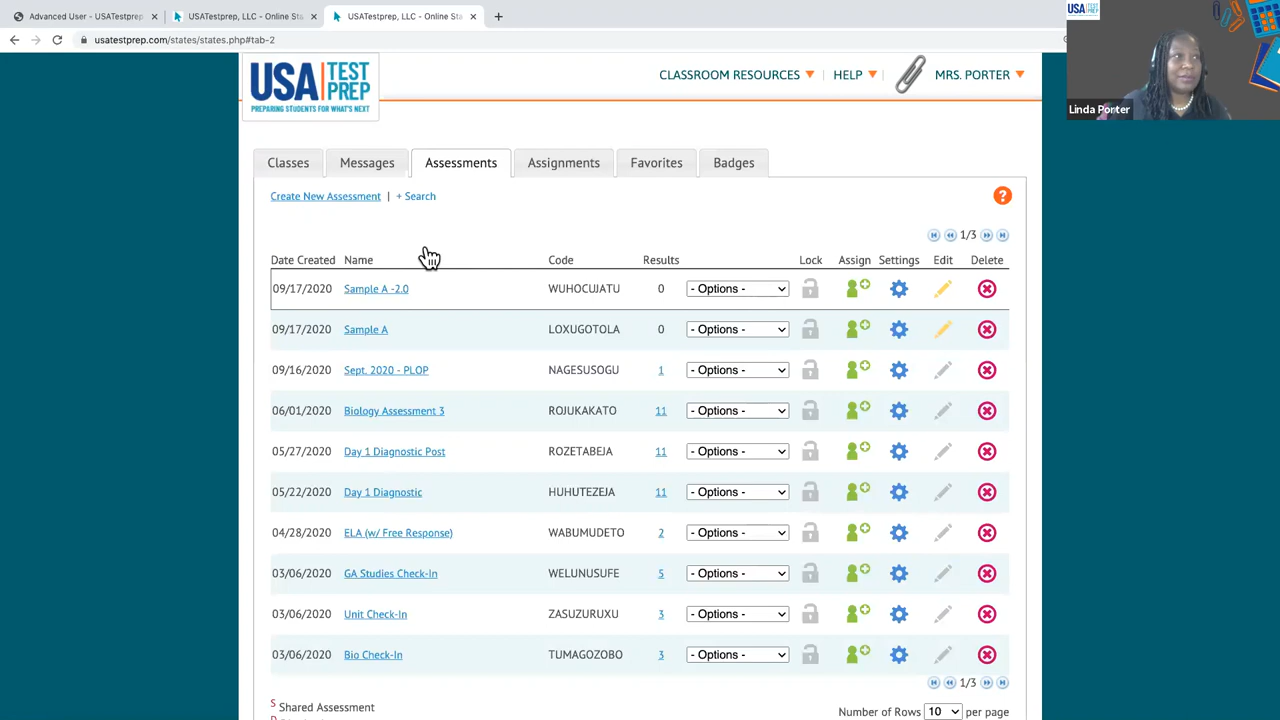 Advanced User - USATestprep × USATestprep, LLC - Online Sta × USATestprep, LLC - Online Sta × +
usatestprep.com/states/states.php#tab-2
USA
USA TEST PREP
PREPARING STUDENTS FOR WHAT'S NEXT
CLASSROOM RESOURCES HELP MRS. PORTER
Linda Porter
Classes Messages Assessments Assignments Favorites Badges
Create New Assessment | + Search ?
1/3
Date Created Name Code Results Lock Assign Settings Edit Delete
09/17/2020 Sample A -2.0 WUHOCUJATU 0 - Options -
09/17/2020 Sample A LOXUGOTOLA 0 - Options -
09/16/2020 Sept. 2020 - PLOP NAGESUSOGU 1 - Options -
06/01/2020 Biology Assessment 3 ROJUKAKATO 11 - Options -
05/27/2020 Day 1 Diagnostic Post ROZETABEJA 11 - Options -
05/22/2020 Day 1 Diagnostic HUHUTEZEJA 11 - Options -
04/28/2020 ELA (w/ Free Response) WABUMUDETO 2 - Options -
03/06/2020 GA Studies Check-In WELUNUSUFE 5 - Options -
03/06/2020 Unit Check-In ZASUZURUXU 3 - Options -
03/06/2020 Bio Check-In TUMAGOZOBO 3 - Options -
1/3
S Shared Assessment
Number of Rows 10 per page